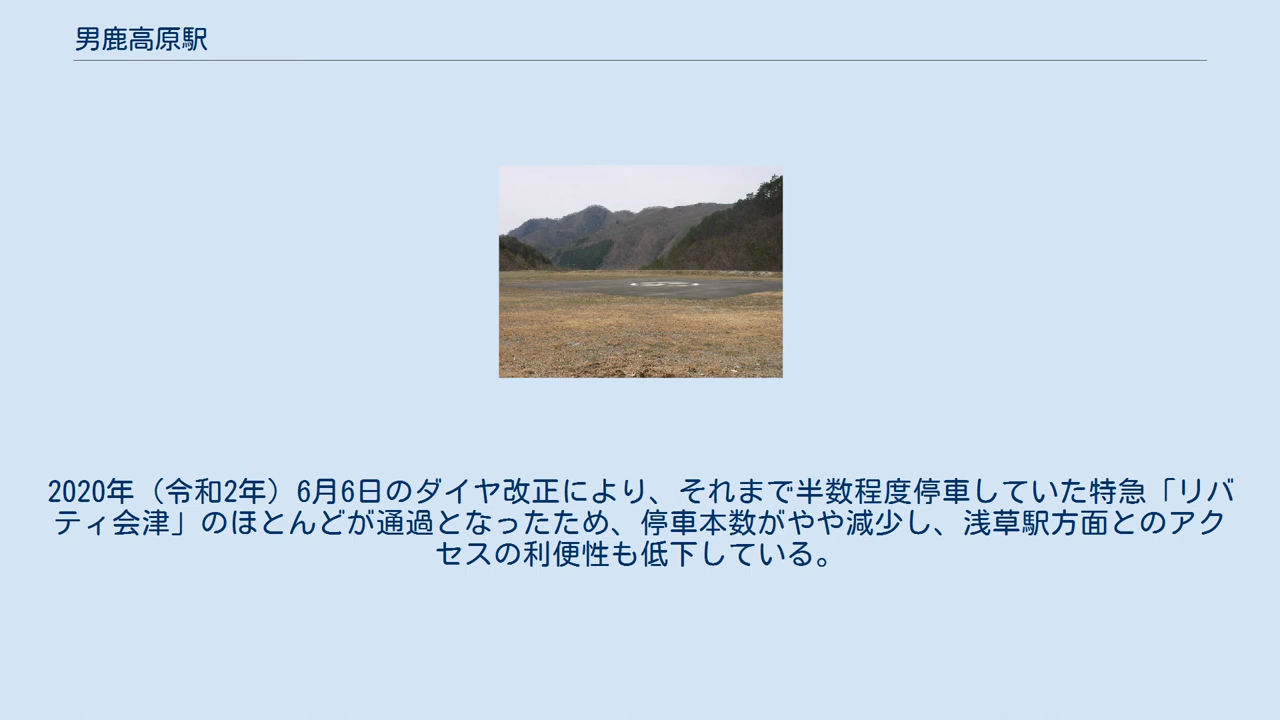 男鹿高原駅
2020年（令和2年）6月6日のダイヤ改正により、それまで半数程度停車していた特急「リバ
ティ会津」のほとんどが通過となったため、停車本数がやや減少し、浅草駅方面とのアク
セスの利便性も低下している。